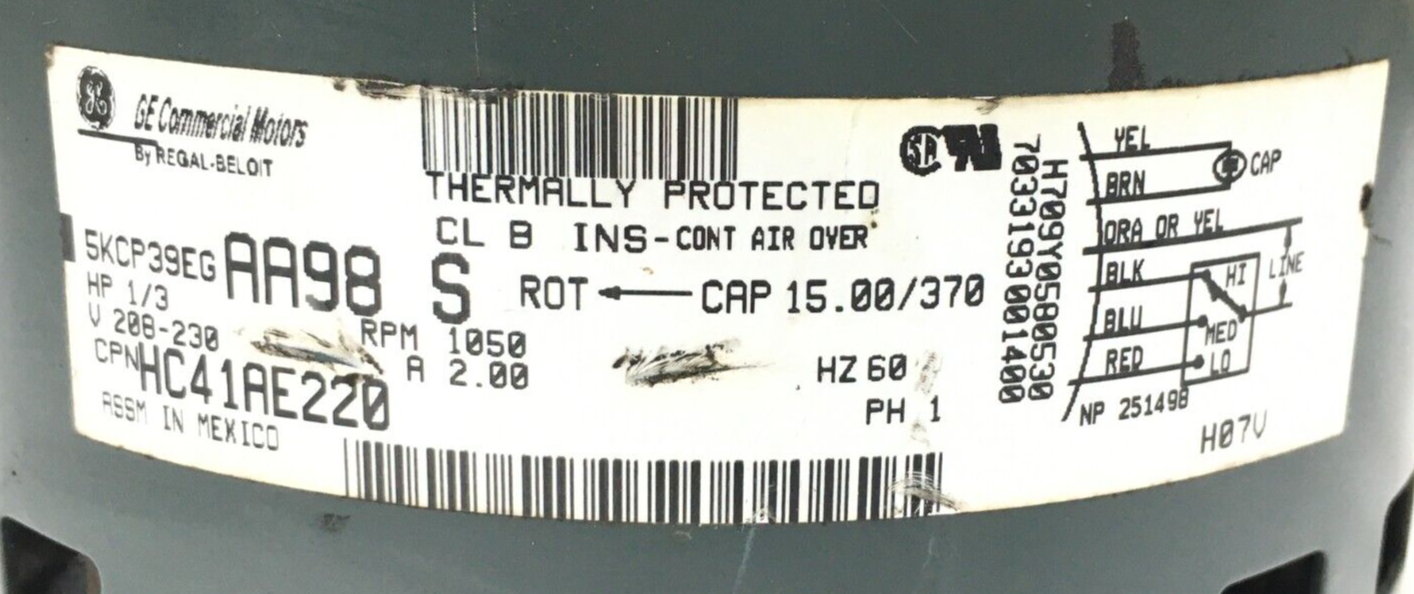 GE Commercial Motors
By REGAL-BELOIT
THERMALLY PROTECTED
CL B INS-CONT AIR OVER
5KCP39EG AA98 S ROT CAP 15.00/370
HP 1/3
V 208-230 RPM 1050
A 2.00 HZ 60
CPN HC41AE220 PH 1
ASSM IN MEXICO
H709Y05800530
7033193001400
YEL
CAP
BRN
ORA OR YEL
BLK HI LINE
BLU MED
RED LO
NP 251498
H07V